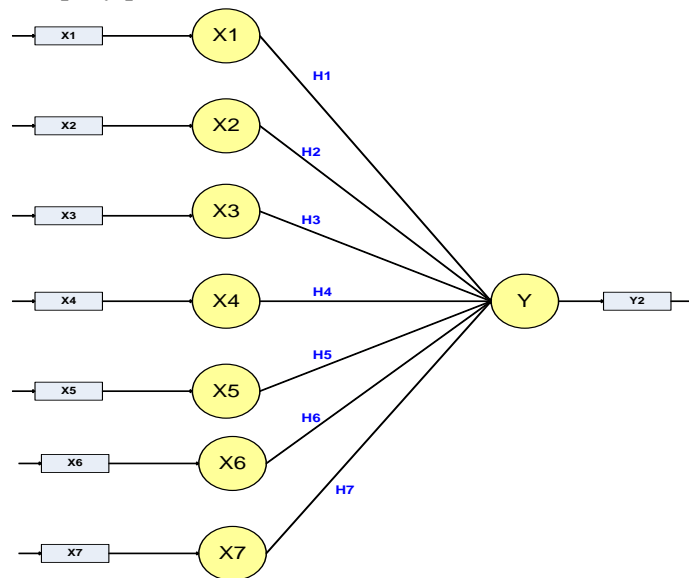 X1 X1
H1
X2 X2
H2
X3 X3
H3
X4 X4 H4 Y Y2
H5
X5 X5
H6
X6 X6
H7
X7 X7